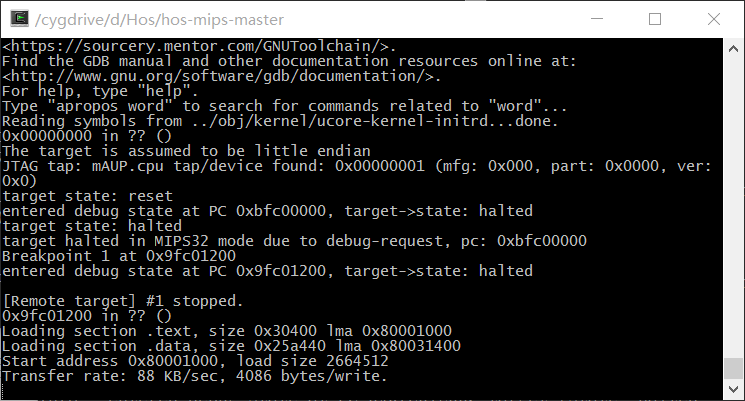 /cygdrive/d/Hos/hos-mips-master
<https://sourcery.mentor.com/GNUToolchain/>.
Find the GDB manual and other documentation resources online at:
<http://www.gnu.org/software/gdb/documentation/>.
For help, type "help".
Type "apropos word" to search for commands related to "word"...
Reading symbols from ../obj/kernel/ucore-kernel-initrd...done.
0x00000000 in ?? ()
The target is assumed to be little endian
JTAG tap: mAUP.cpu tap/device found: 0x00000001 (mfg: 0x000, part: 0x0000, ver:
0x0)
target state: reset
entered debug state at PC 0xbfc00000, target->state: halted
target state: halted
target halted in MIPS32 mode due to debug-request, pc: 0xbfc00000
Breakpoint 1 at 0x9fc01200
entered debug state at PC 0x9fc01200, target->state: halted
[Remote target] #1 stopped.
0x9fc01200 in ?? ()
Loading section .text, size 0x30400 lma 0x80001000
Loading section .data, size 0x25a440 lma 0x80031400
Start address 0x80001000, load size 2664512
Transfer rate: 88 KB/sec, 4086 bytes/write.